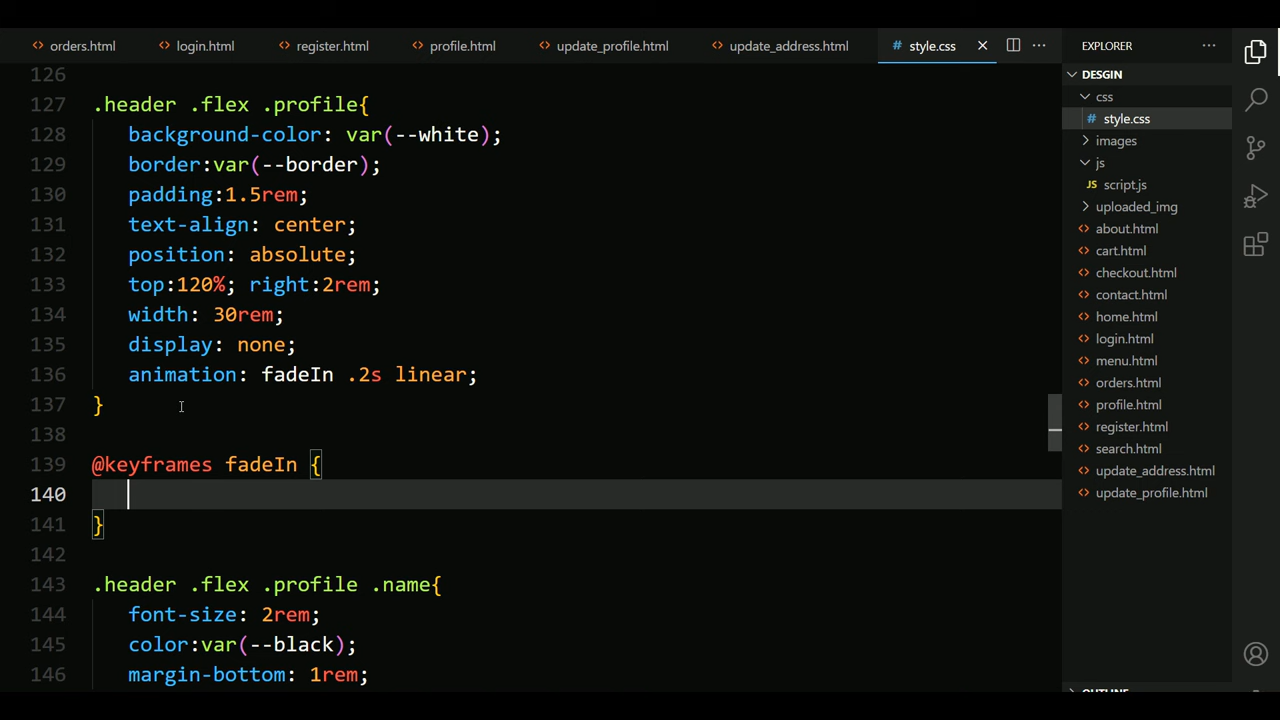 orders.html login.html register.html profile.html update_profile.html update_address.html # style.css
EXPLORER
DESGIN
css
# style.css
images
js
JS script.js
uploaded_img
about.html
cart.html
checkout.html
contact.html
home.html
login.html
menu.html
orders.html
profile.html
register.html
search.html
update_address.html
update_profile.html
126
127 .header .flex .profile{
128 background-color: var(--white);
129 border:var(--border);
130 padding:1.5rem;
131 text-align: center;
132 position: absolute;
133 top:120%; right:2rem;
134 width: 30rem;
135 display: none;
136 animation: fadeIn .2s linear;
137 }
138
139 @keyframes fadeIn {
140
141 }
142
143 .header .flex .profile .name{
144 font-size: 2rem;
145 color:var(--black);
146 margin-bottom: 1rem;